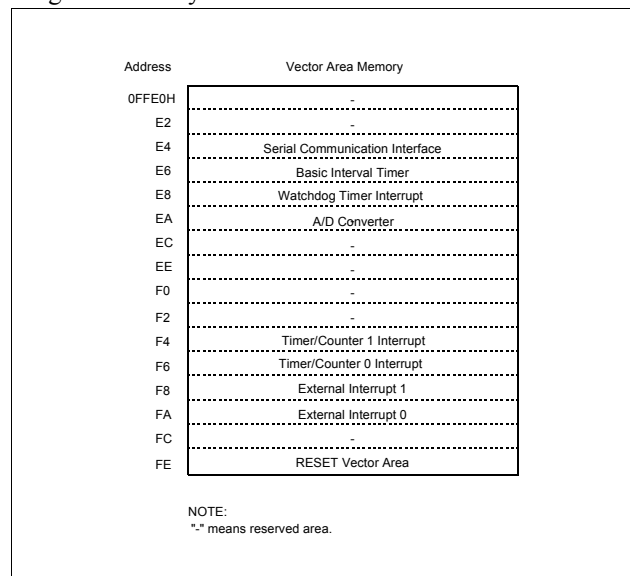 Address Vector Area Memory
0FFE0H -
E2 -
E4 Serial Communication Interface
E6 Basic Interval Timer
E8 Watchdog Timer Interrupt
EA A/D Converter
EC -
EE -
F0 -
F2 -
F4 Timer/Counter 1 Interrupt
F6 Timer/Counter 0 Interrupt
F8 External Interrupt 1
FA External Interrupt 0
FC -
FE RESET Vector Area
NOTE:
"-" means reserved area.